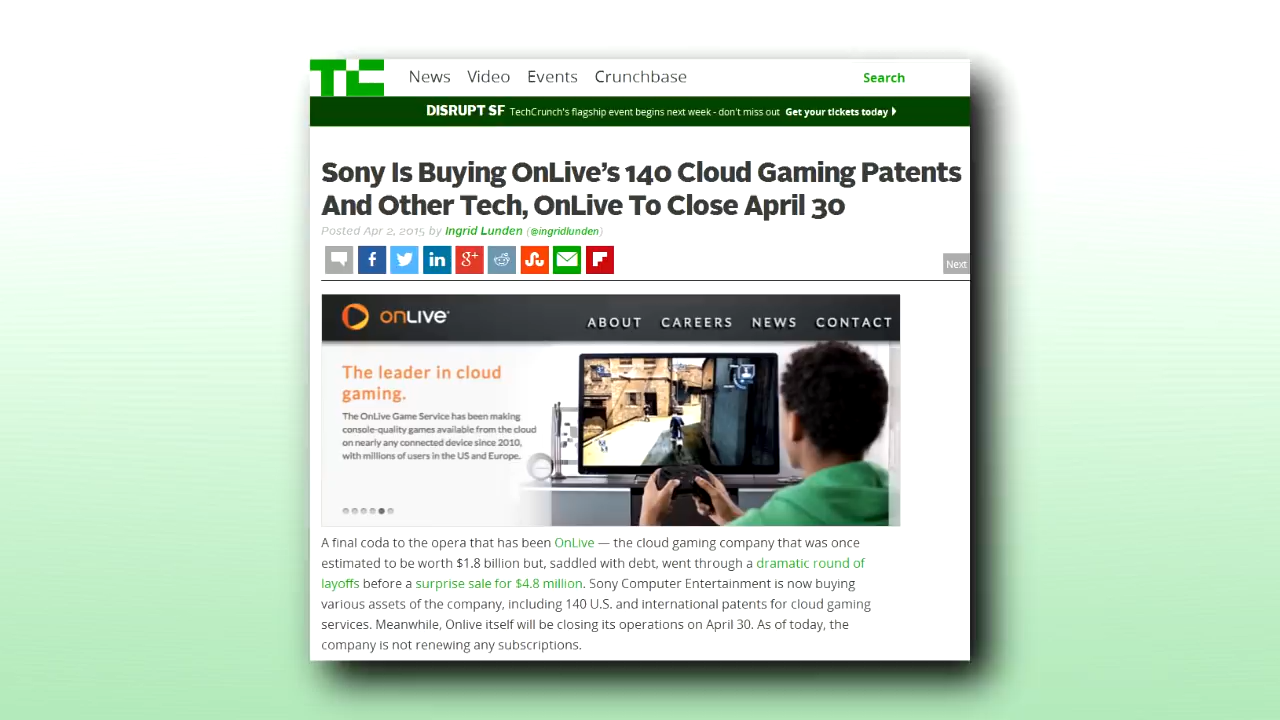 TC News Video Events Crunchbase Search
DISRUPT SF TechCrunch's flagship event begins next week - don't miss out Get your tickets today
Sony Is Buying OnLive's 140 Cloud Gaming Patents
And Other Tech, OnLive To Close April 30
Posted Apr 2, 2015 by Ingrid Lunden (@ingridlunden)
Next
onLIVE ABOUT CAREERS NEWS CONTACT
The leader in cloud
gaming.
The OnLive Game Service has been making
console-quality games available from the cloud
on nearly any connected device since 2010,
with millions of users in the US and Europe.
A final coda to the opera that has been OnLive — the cloud gaming company that was once
estimated to be worth $1.8 billion but, saddled with debt, went through a dramatic round of
layoffs before a surprise sale for $4.8 million. Sony Computer Entertainment is now buying
various assets of the company, including 140 U.S. and international patents for cloud gaming
services. Meanwhile, Onlive itself will be closing its operations on April 30. As of today, the
company is not renewing any subscriptions.